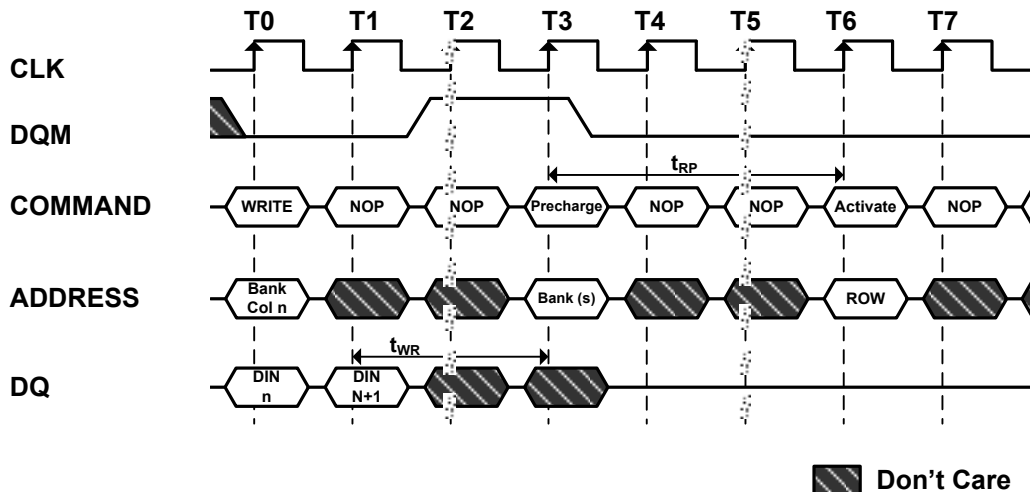 T0 T1 T2 T3 T4 T5 T6 T7
CLK
DQM
tRP
COMMAND WRITE NOP NOP Precharge NOP NOP Activate NOP
ADDRESS Bank Col n Bank (s) ROW
tWR
DQ DIN n DIN N+1
Don't Care